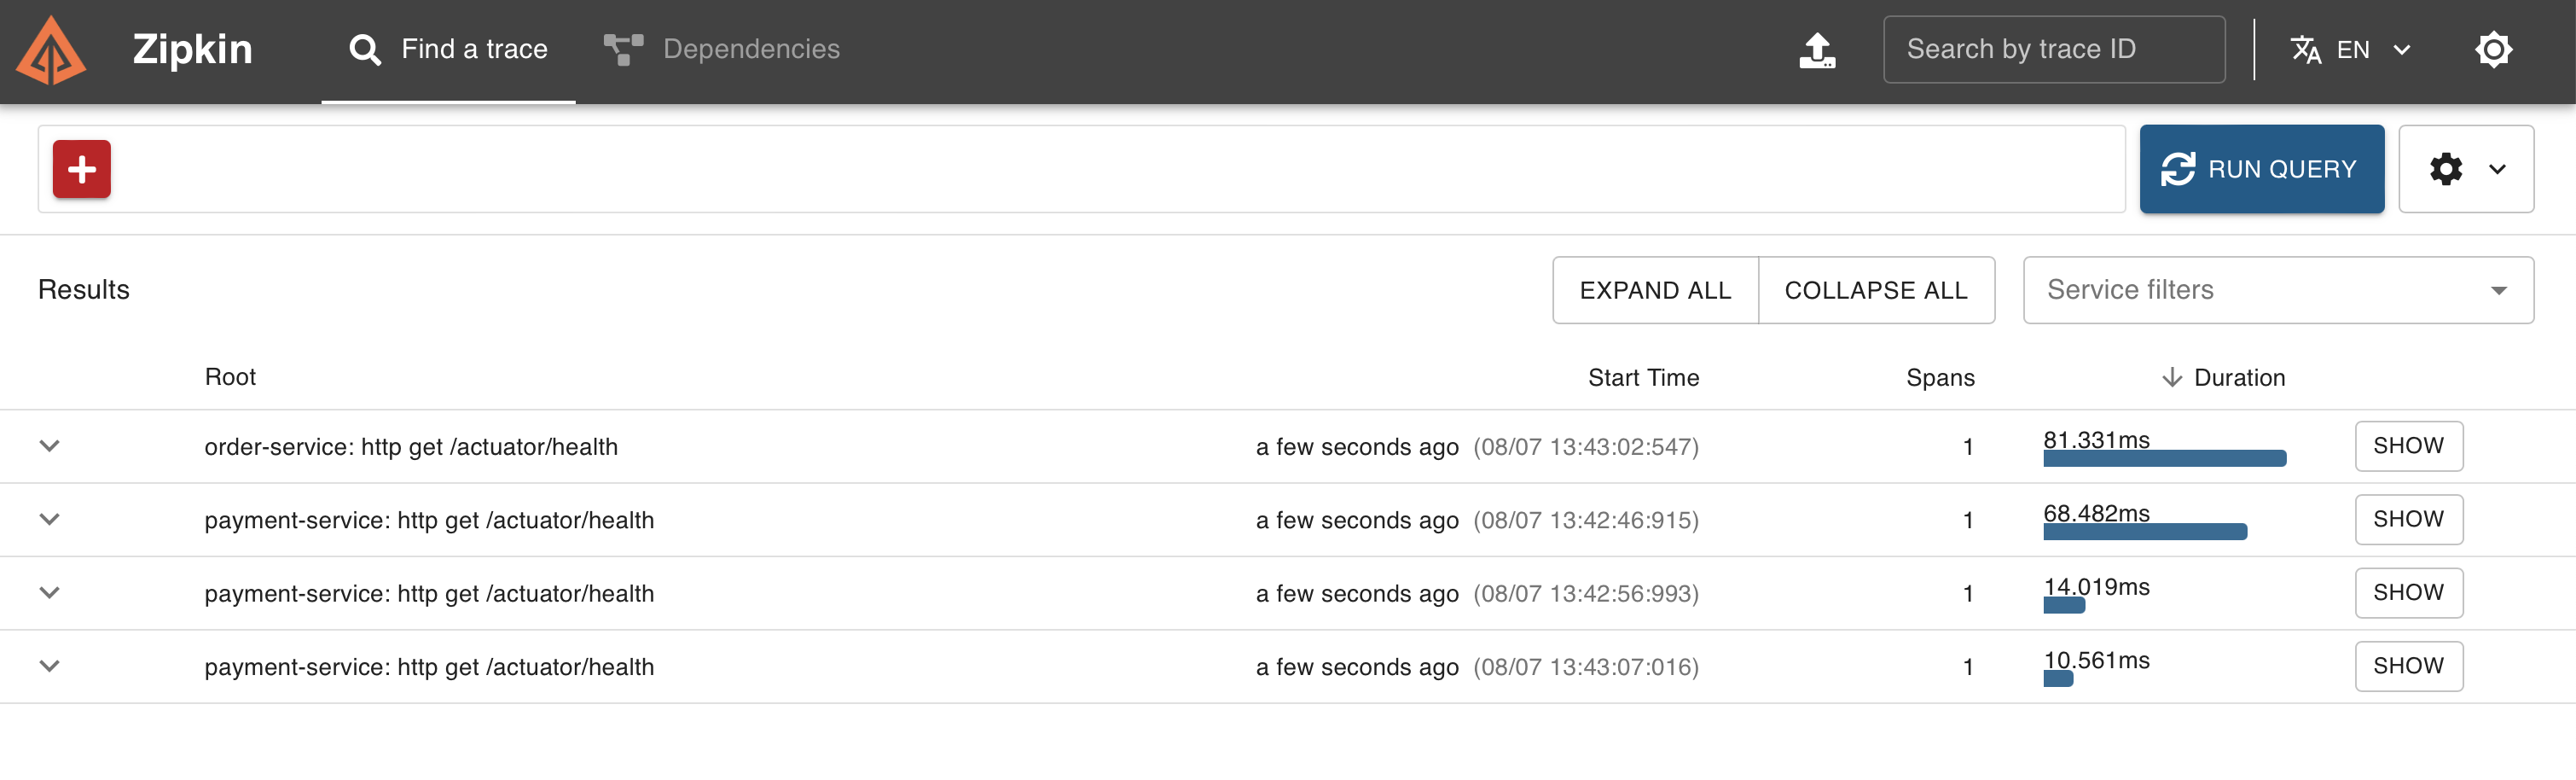 Zipkin Find a trace Dependencies Search by trace ID EN
RUN QUERY
Results EXPAND ALL COLLAPSE ALL Service filters
Root Start Time Spans Duration
order-service: http get /actuator/health a few seconds ago (08/07 13:43:02:547) 1 81.331ms SHOW
payment-service: http get /actuator/health a few seconds ago (08/07 13:42:46:915) 1 68.482ms SHOW
payment-service: http get /actuator/health a few seconds ago (08/07 13:42:56:993) 1 14.019ms SHOW
payment-service: http get /actuator/health a few seconds ago (08/07 13:43:07:016) 1 10.561ms SHOW